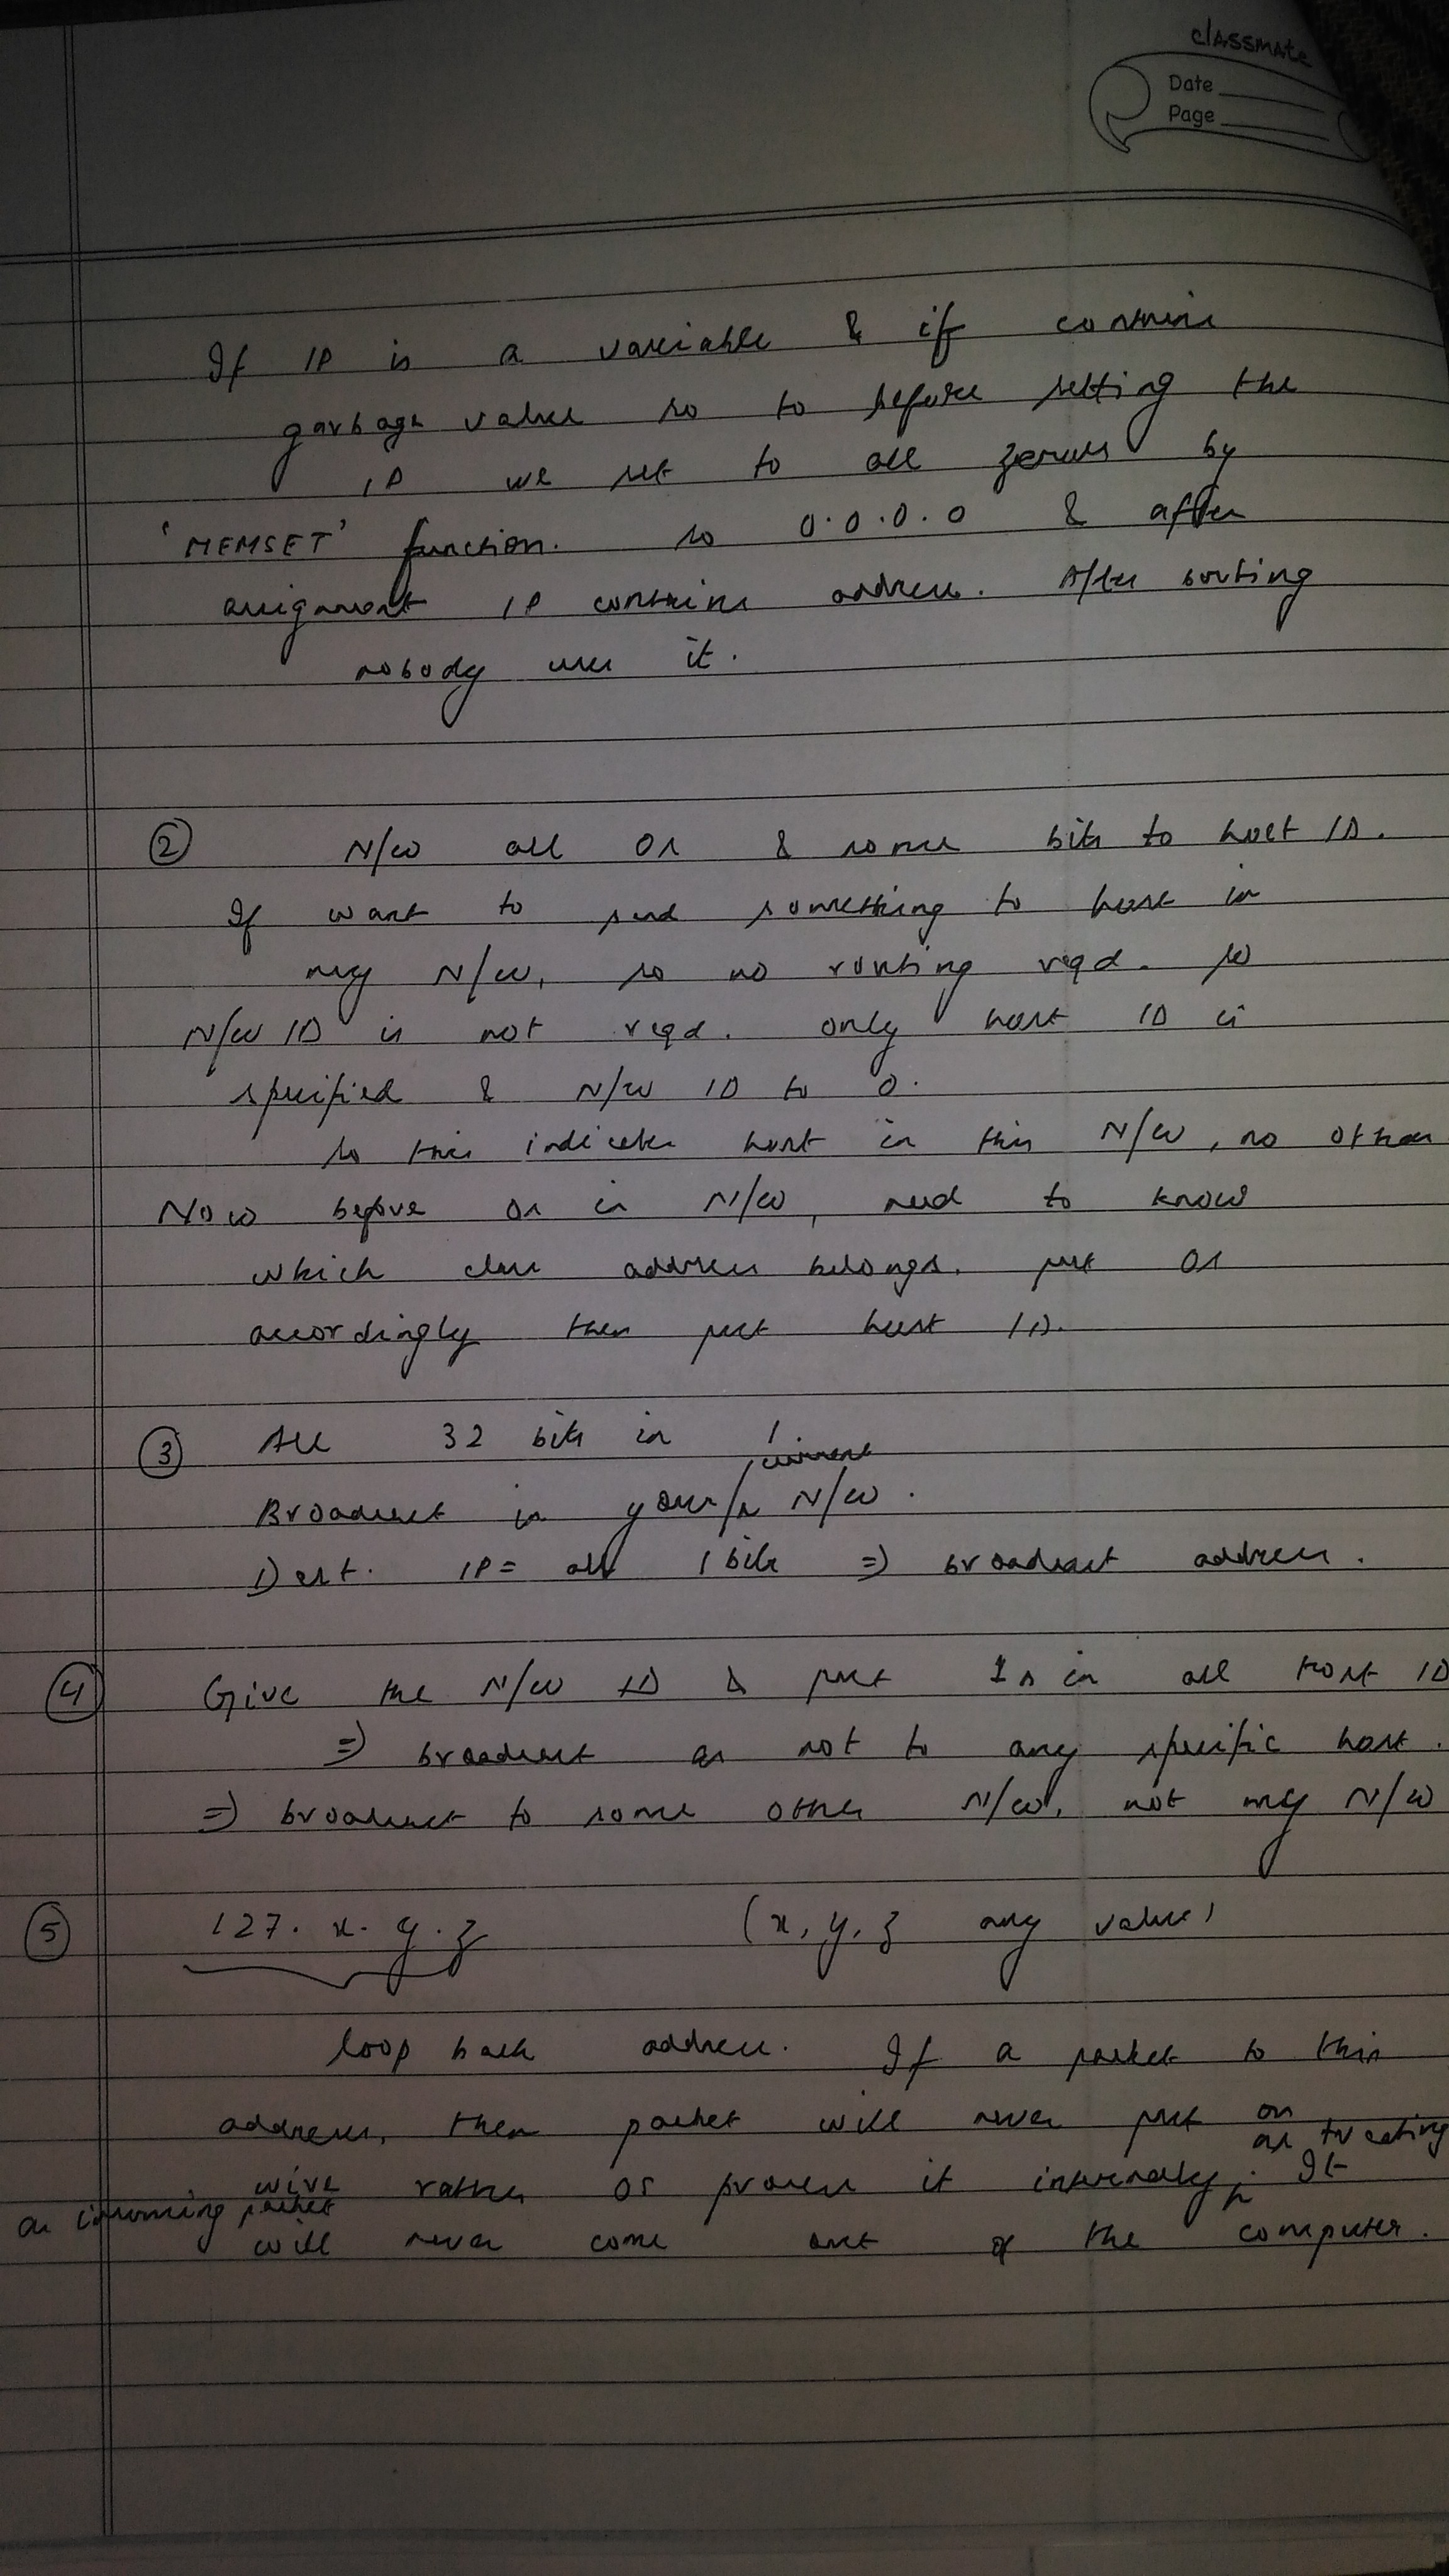 classmate
Date
Page
If IP is a variable & if contains
garbage value so to before setting the
IP we set to all zeroes by
'MEMSET' function. so 0.0.0.0 & after
assignment IP contains address. After booting
nobody uses it.
② N/W all 0s & some bits to host ID.
If want to send something to host in
my N/W, so no routing reqd. so
N/W ID is not reqd. only host ID is
specified & N/W ID to 0.
so this indicates host in this N/W, no other
Now before 0s in N/W, need to know
which class address belongs. put 0s
accordingly then put host ID.
③ All 32 bits in 1
current
Broadcast in your N/W.
Dest. IP = all 1 bits ⇒ broadcast address.
④ Give the N/W ID & put 1s in all host ID
⇒ broadcast as not to any specific host.
⇒ broadcast to some other N/W, not my N/W
⑤ 127. x. y. z (x, y, z any value)
loop back address. If a packet to this
address, then packet will never put on
as treating
wire rather OS process it internally. It
an incoming packet
will never come out of the computer.